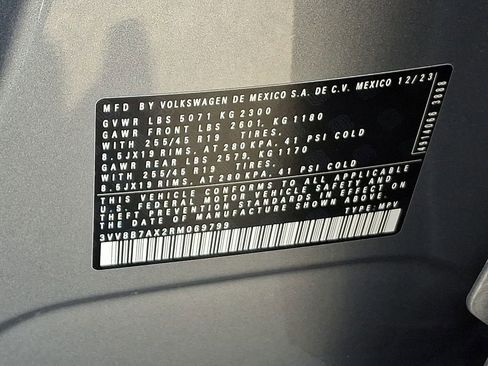 MFD BY VOLKSWAGEN DE MEXICO S.A. DE C.V. MEXICO 12/23
GVWR LBS 5071 KG 2300
GAWR FRONT LBS 2601, KG1180
WITH 255/45 R19 TIRES.
8.5JX19 RIMS. AT 280 KPA, 41 PSI COLD
GAWR REAR LBS 2579, KG1170
WITH 255/45 R19 TIRES.
8.5JX19 RIMS. AT 280 KPA, 41 PSI COLD
THIS VEHICLE CONFORMS TO ALL APPLICABLE
U.S. FEDERAL MOTOR VEHICLE SAFETY AND
THEFT PREVENTION STANDARDS IN EFFECT ON
THE DATE OF MANUFACTURE SHOWN ABOVE.
3VV8B7AX2RM069799 TYPE: MPV
3888